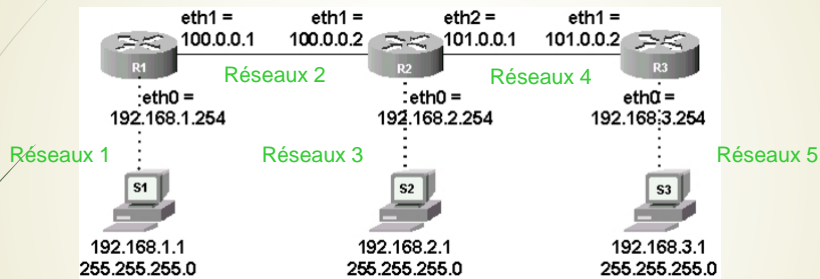 eth1 =
100.0.0.1
eth1 =
100.0.0.2
eth2 =
101.0.0.1
eth1 =
101.0.0.2
R1
R2
R3
Réseaux 2
Réseaux 4
eth0 =
192.168.1.254
eth0 =
192.168.2.254
eth0 =
192.168.3.254
Réseaux 1
Réseaux 3
Réseaux 5
S1
S2
S3
192.168.1.1
255.255.255.0
192.168.2.1
255.255.255.0
192.168.3.1
255.255.255.0